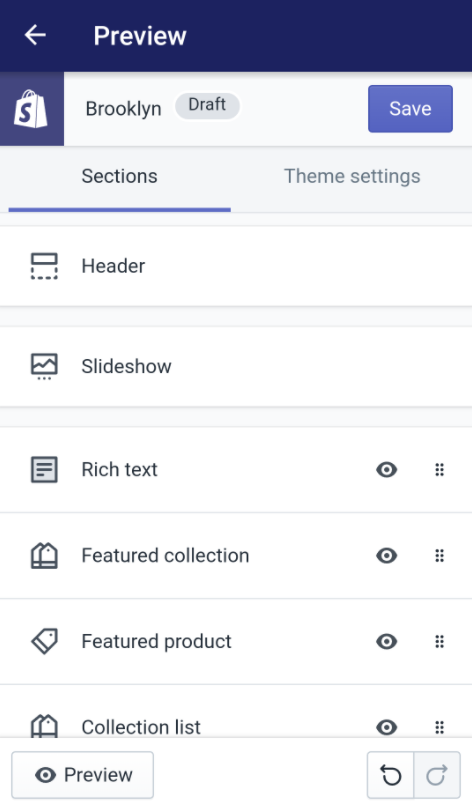 Preview
S
Brooklyn Draft Save
Sections Theme settings
Header
Slideshow
Rich text
Featured collection
Featured product
Collection list
Preview